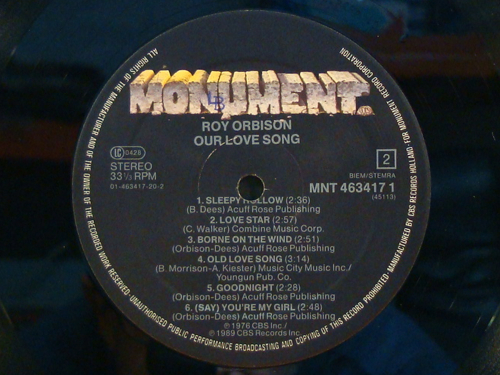 MONUMENT
ROY ORBISON
OUR LOVE SONG
LC 0428
STEREO
33⅓ RPM
01-463417-20-2
2
BIEM/STEMRA
MNT 463417 1
(45113)
1. SLEEPY HOLLOW (2:36)
(B. Dees) Acuff Rose Publishing
2. LOVE STAR (2:57)
(C. Walker) Combine Music Corp.
3. BORNE ON THE WIND (2:51)
(Orbison-Dees) Acuff Rose Publishing
4. OLD LOVE SONG (3:14)
(B. Morrison-A. Kiester) Music City Music Inc./
Youngun Pub. Co.
5. GOODNIGHT (2:28)
(Orbison-Dees) Acuff Rose Publishing
6. (SAY) YOU'RE MY GIRL (2:48)
(Orbison-Dees) Acuff Rose Publishing
℗ 1976 CBS Inc./
℗ 1989 CBS Records Inc.
ALL RIGHTS OF THE MANUFACTURER AND OF THE OWNER OF THE RECORDED WORK RESERVED · UNAUTHORISED PUBLIC PERFORMANCE BROADCASTING AND COPYING OF THIS RECORD PROHIBITED · MANUFACTURED BY CBS RECORDS HOLLAND · FOR MONUMENT RECORD CORPORATION